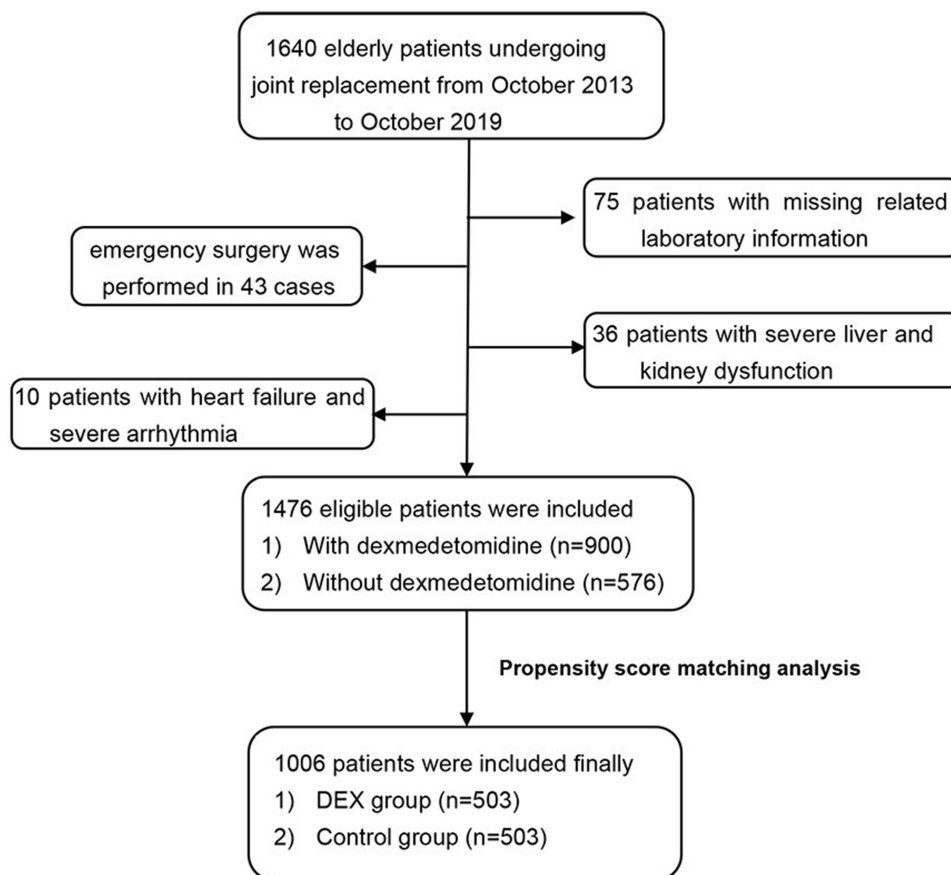 1640 elderly patients undergoing
joint replacement from October 2013
to October 2019
75 patients with missing related
laboratory information
emergency surgery was
performed in 43 cases
36 patients with severe liver and
kidney dysfunction
10 patients with heart failure and
severe arrhythmia
1476 eligible patients were included
1) With dexmedetomidine (n=900)
2) Without dexmedetomidine (n=576)
Propensity score matching analysis
1006 patients were included finally
1) DEX group (n=503)
2) Control group (n=503)